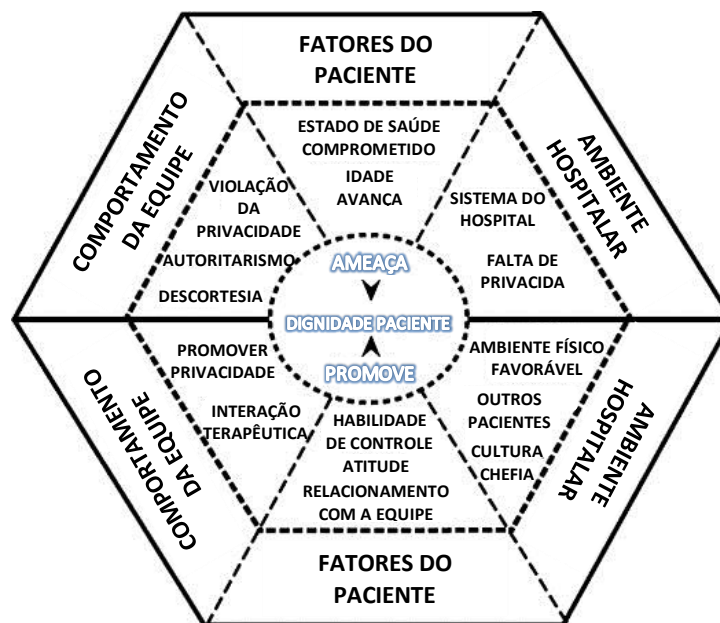 FATORES DO
PACIENTE
COMPORTAMENTO
DA EQUIPE
AMBIENTE
HOSPITALAR
ESTADO DE SAÚDE
COMPROMETIDO
IDADE
AVANCA
VIOLAÇÃO
DA
PRIVACIDADE
AUTORITARISMO
DESCORTESIA
SISTEMA DO
HOSPITAL
FALTA DE
PRIVACIDA
AMEAÇA
DIGNIDADE PACIENTE
PROMOVE
PROMOVER
PRIVACIDADE
INTERAÇÃO
TERAPÊUTICA
HABILIDADE
DE CONTROLE
ATITUDE
RELACIONAMENTO
COM A EQUIPE
AMBIENTE FÍSICO
FAVORÁVEL
OUTROS
PACIENTES
CULTURA
CHEFIA
COMPORTAMENTO
DA EQUIPE
AMBIENTE
HOSPITALAR
FATORES DO
PACIENTE